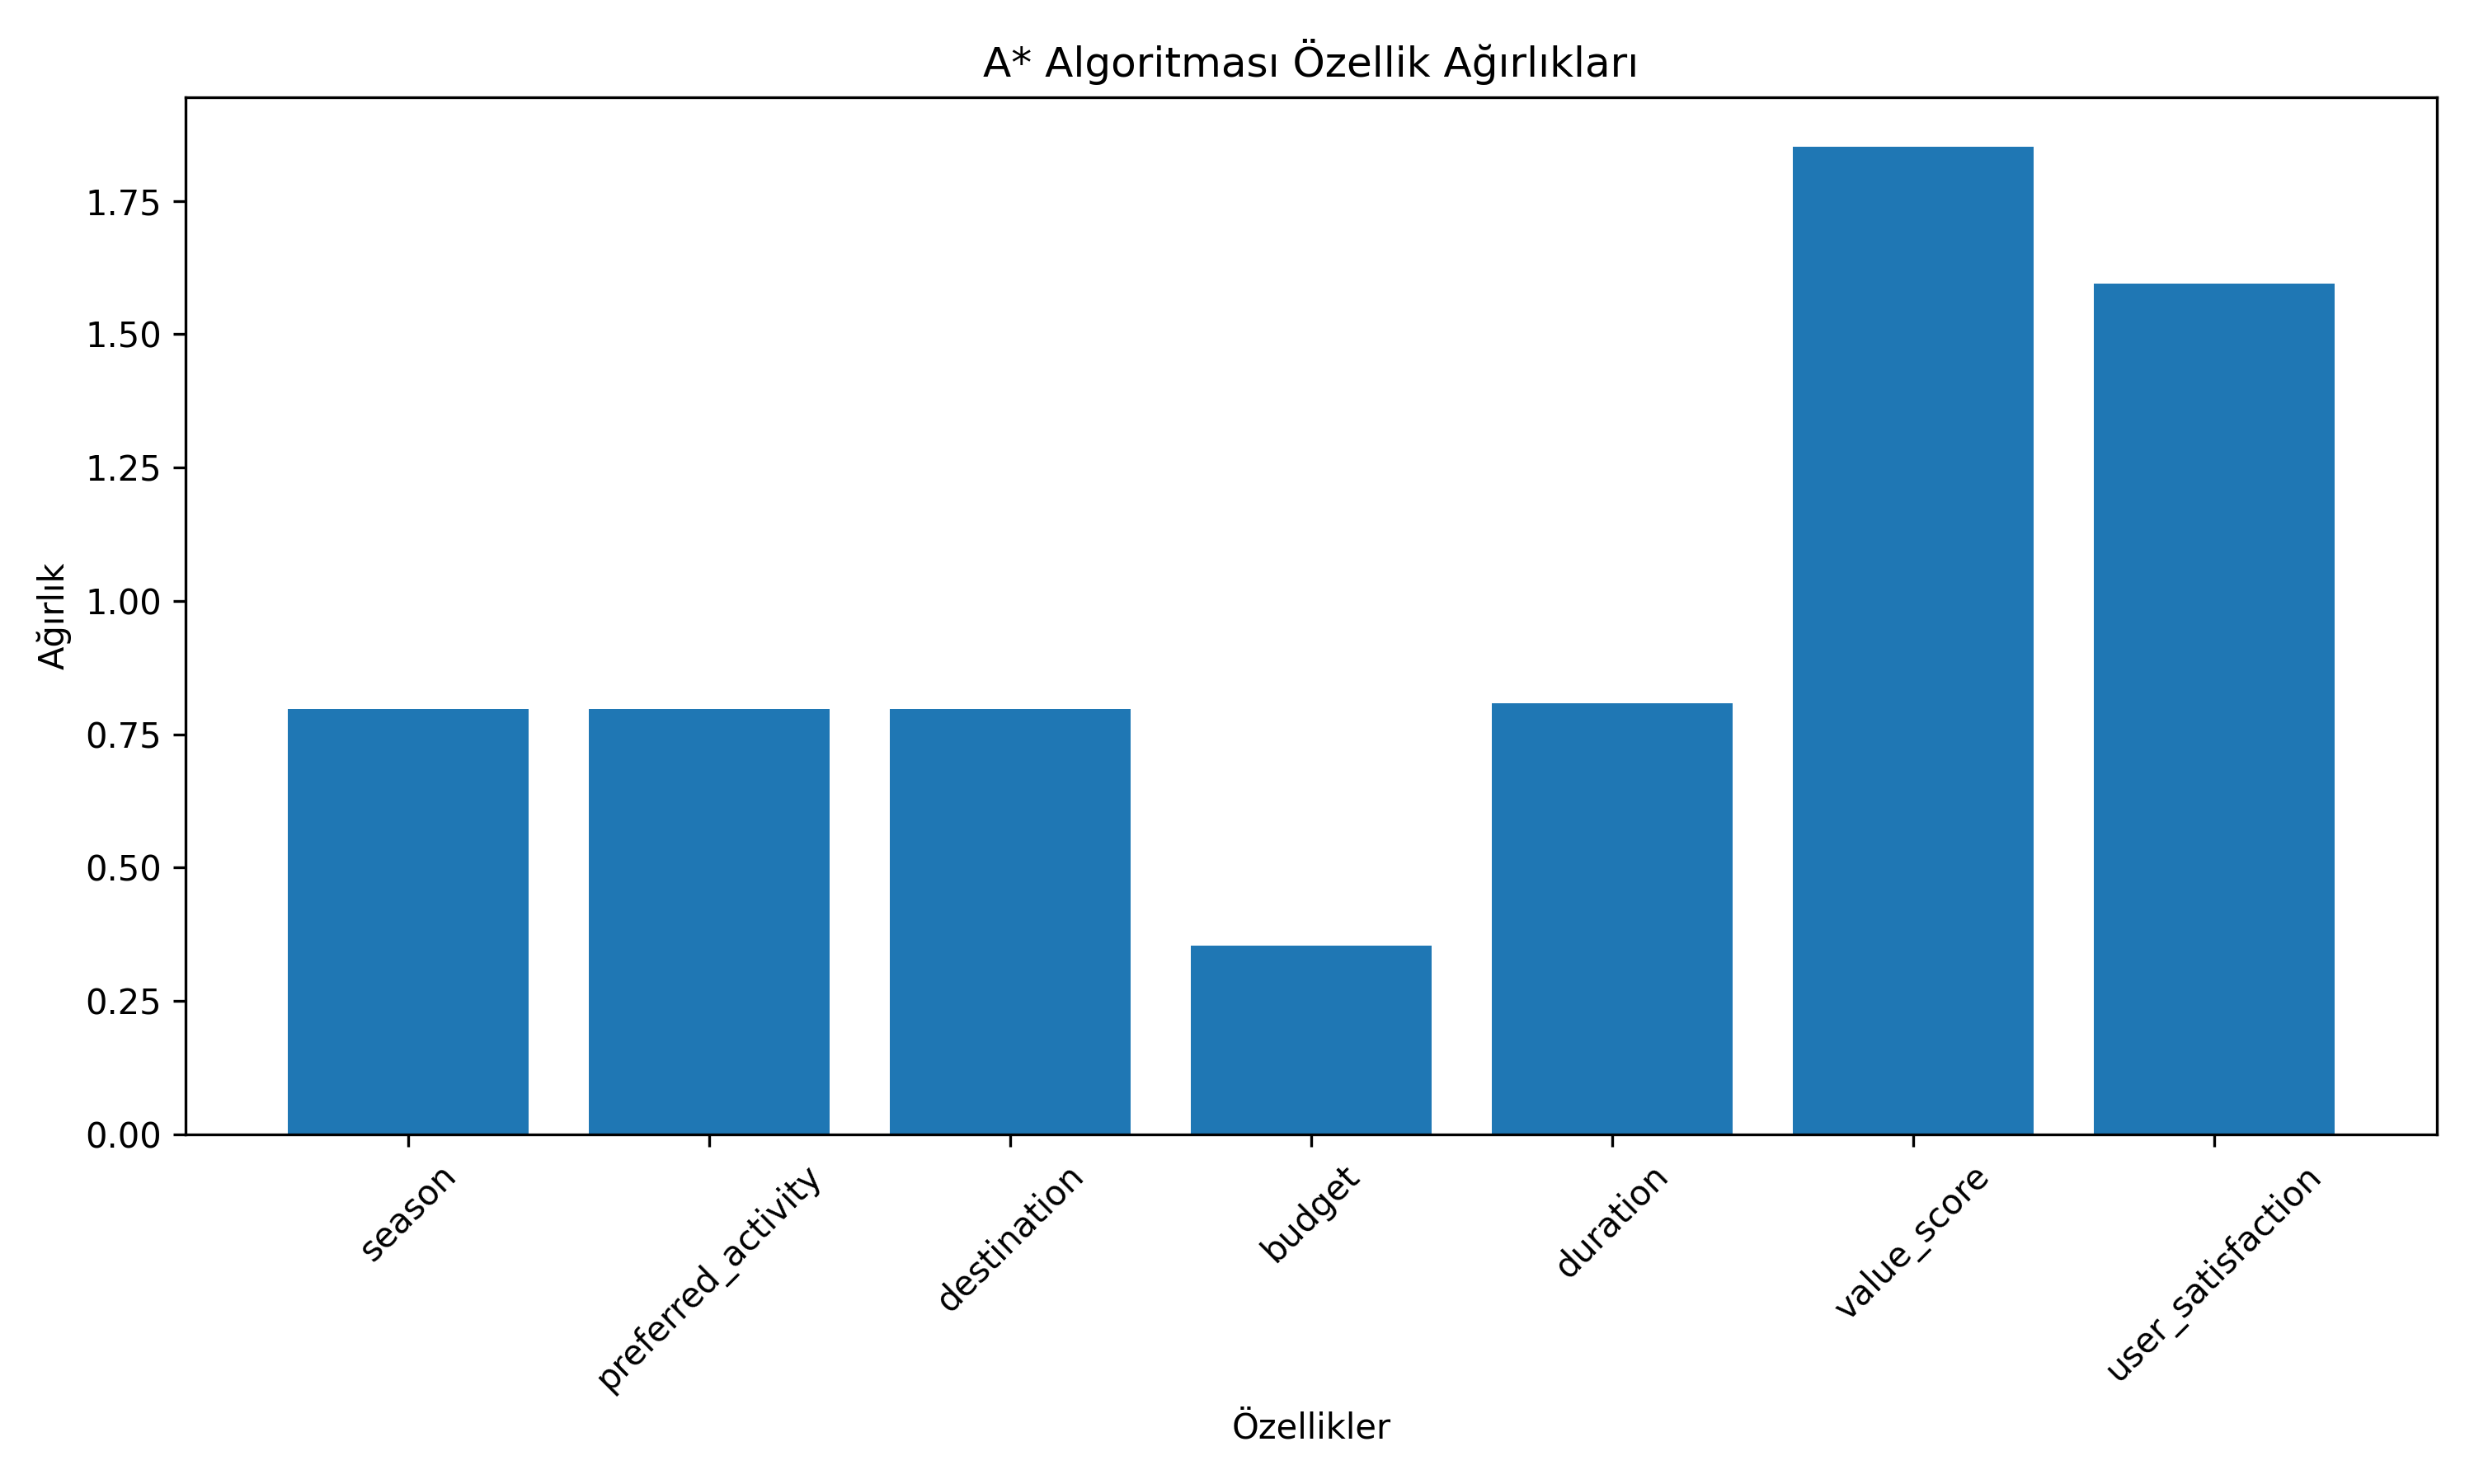 A* Algoritması Özellik Ağırlıkları
Ağırlık
1.75
1.50
1.25
1.00
0.75
0.50
0.25
0.00
season
preferred_activity
destination
budget
duration
value_score
user_satisfaction
Özellikler